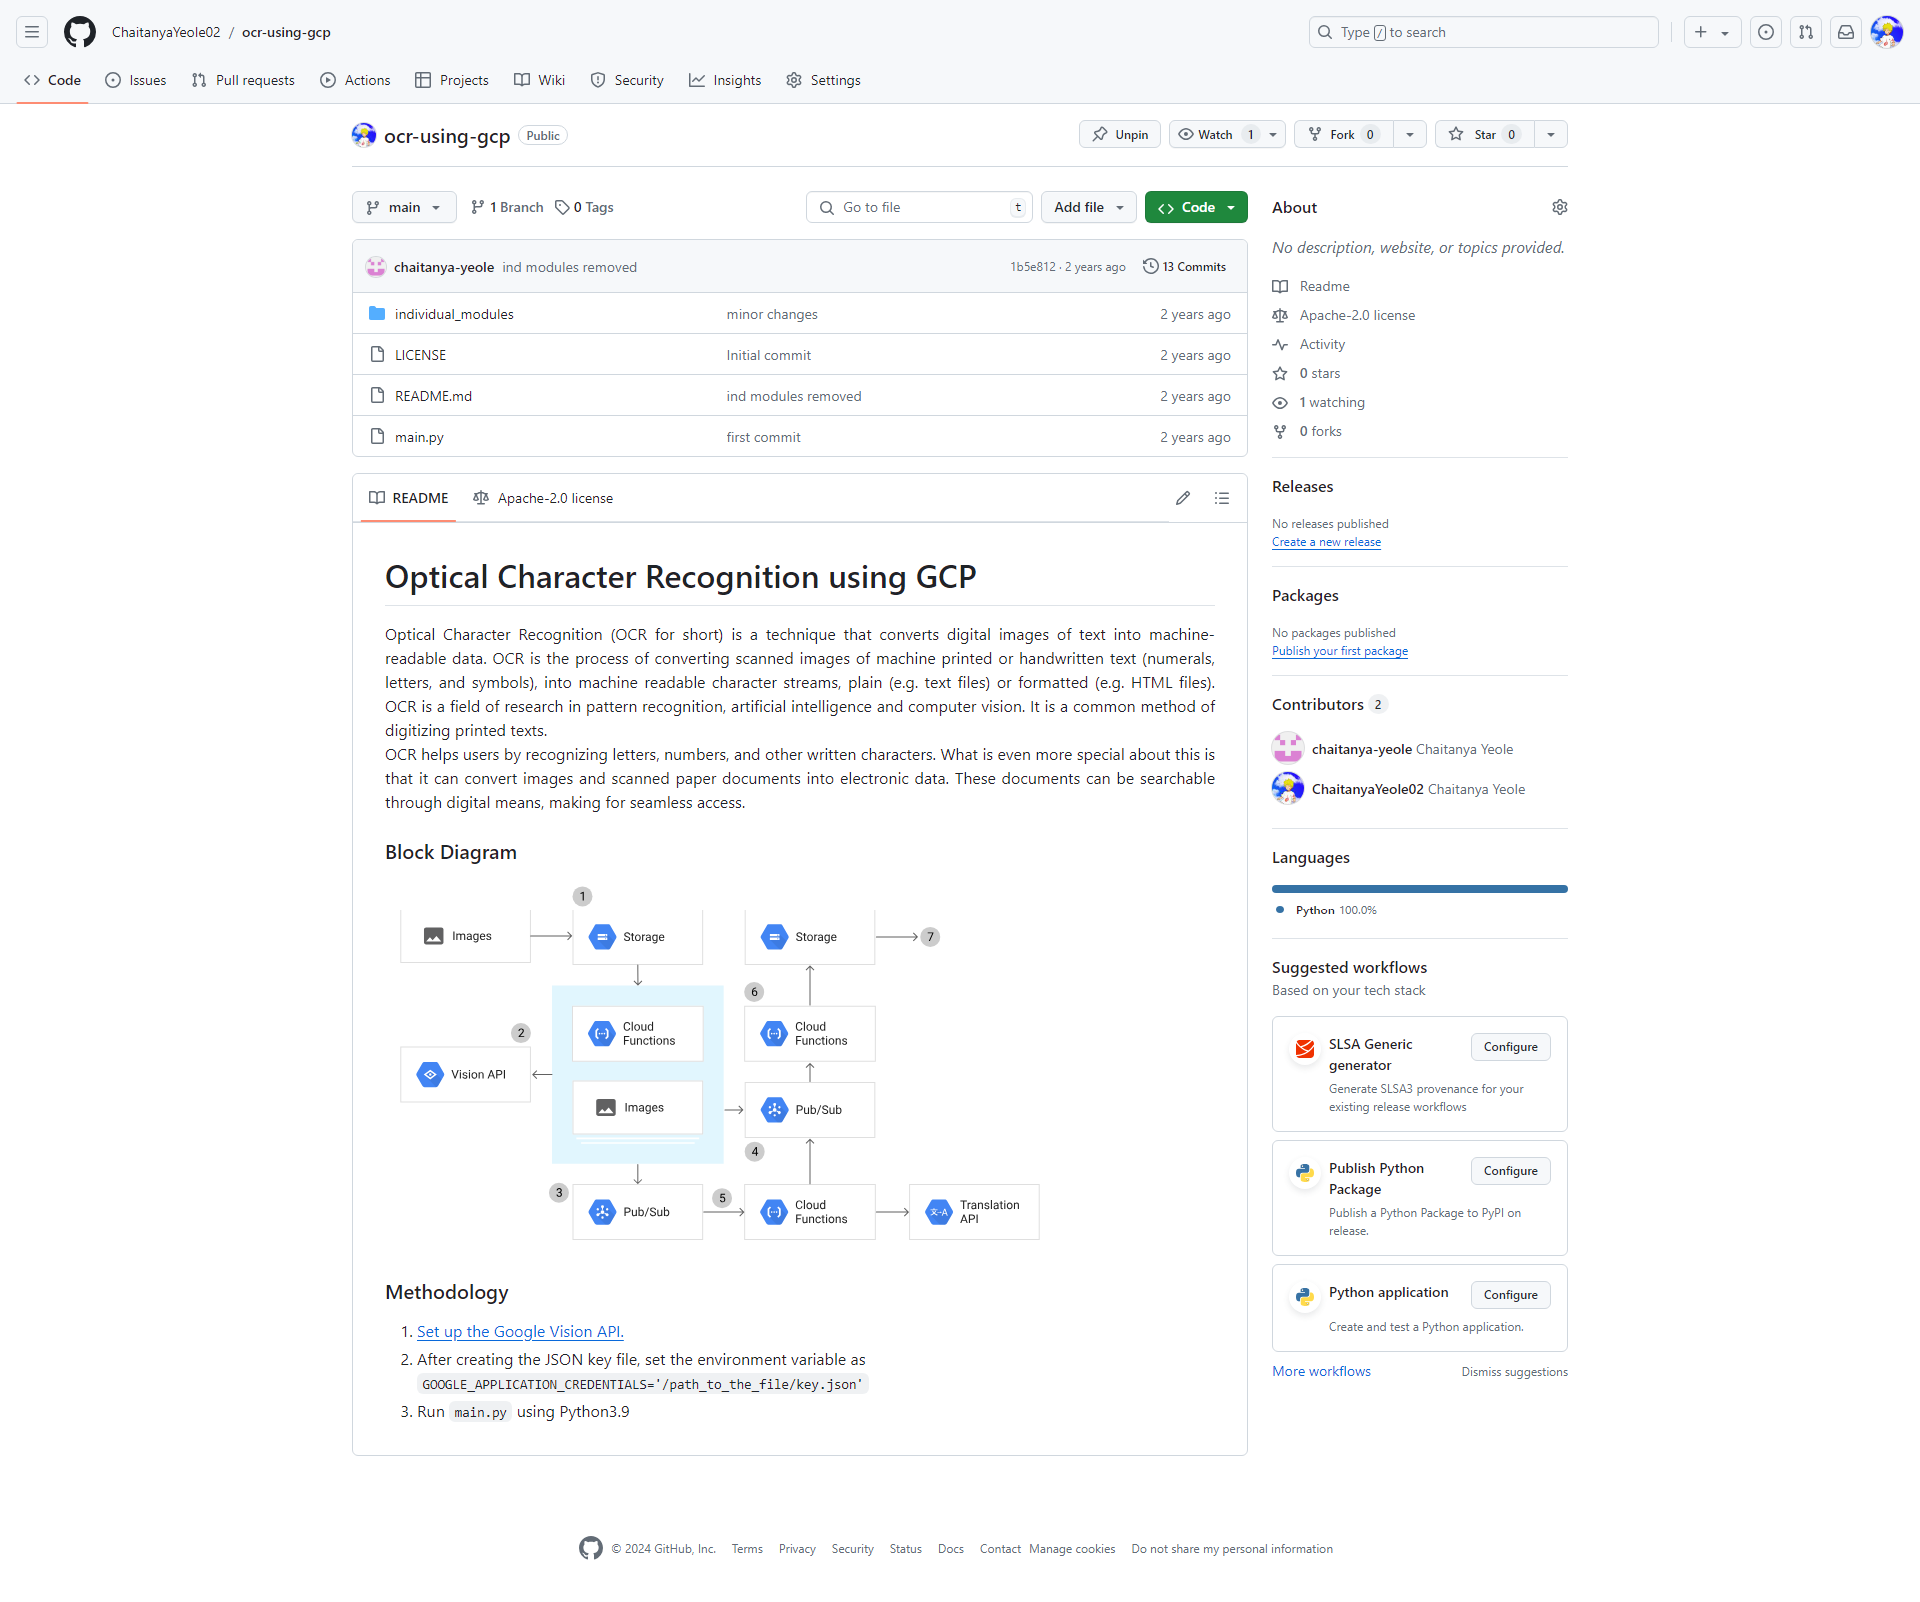 ChaitanyaYeole02 / ocr-using-gcp
Type / to search
Code Issues Pull requests Actions Projects Wiki Security Insights Settings
ocr-using-gcp Public
Unpin Watch 1 Fork 0 Star 0
main 1 Branch 0 Tags
Go to file t Add file Code
chaitanya-yeole ind modules removed 1b5e812 · 2 years ago 13 Commits
individual_modules minor changes 2 years ago
LICENSE Initial commit 2 years ago
README.md ind modules removed 2 years ago
main.py first commit 2 years ago
README Apache-2.0 license
Optical Character Recognition using GCP
Optical Character Recognition (OCR for short) is a technique that converts digital images of text into machine-
readable data. OCR is the process of converting scanned images of machine printed or handwritten text (numerals,
letters, and symbols), into machine readable character streams, plain (e.g. text files) or formatted (e.g. HTML files).
OCR is a field of research in pattern recognition, artificial intelligence and computer vision. It is a common method of
digitizing printed texts.
OCR helps users by recognizing letters, numbers, and other written characters. What is even more special about this is
that it can convert images and scanned paper documents into electronic data. These documents can be searchable
through digital means, making for seamless access.
Block Diagram
1
Images Storage Storage 7
6
2 Cloud
Functions
Cloud
Functions
Vision API
Images Pub/Sub
4
3 Pub/Sub 5 Cloud
Functions
Translation
API
文-A
Methodology
1. Set up the Google Vision API.
2. After creating the JSON key file, set the environment variable as
GOOGLE_APPLICATION_CREDENTIALS='/path_to_the_file/key.json'
3. Run main.py using Python3.9
About
No description, website, or topics provided.
Readme
Apache-2.0 license
Activity
0 stars
1 watching
0 forks
Releases
No releases published
Create a new release
Packages
No packages published
Publish your first package
Contributors 2
chaitanya-yeole Chaitanya Yeole
ChaitanyaYeole02 Chaitanya Yeole
Languages
Python 100.0%
Suggested workflows
Based on your tech stack
SLSA Generic
generator
Configure
Generate SLSA3 provenance for your
existing release workflows
Publish Python
Package
Configure
Publish a Python Package to PyPI on
release.
Python application Configure
Create and test a Python application.
More workflows Dismiss suggestions
© 2024 GitHub, Inc. Terms Privacy Security Status Docs Contact Manage cookies Do not share my personal information